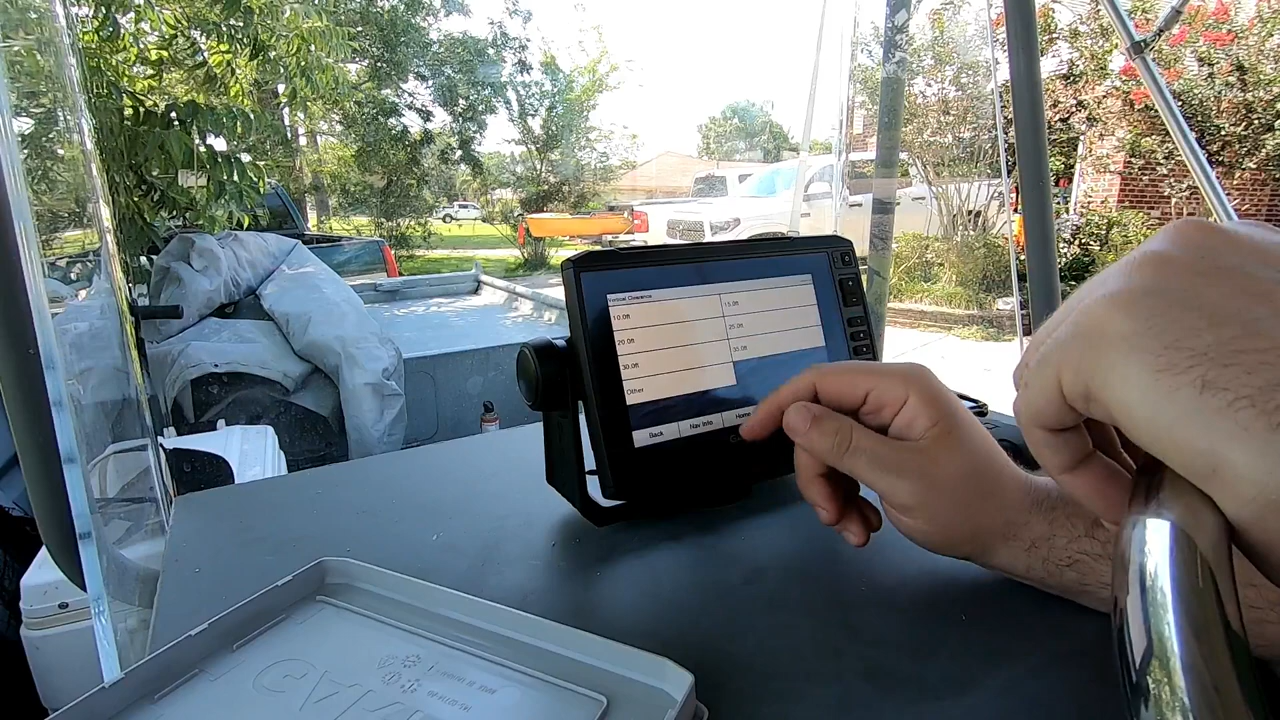 Vertical Clearance
10.0ft
15.0ft
20.0ft
25.0ft
30.0ft
35.0ft
Other
Back
Nav Info
Home